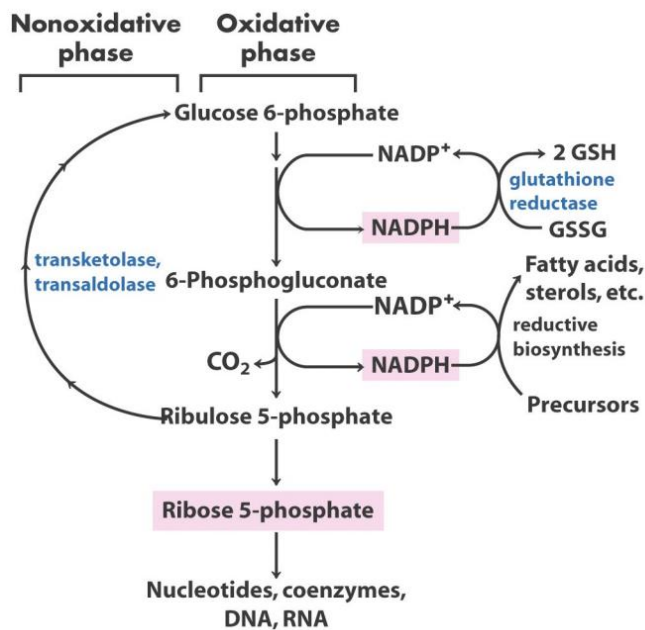 Nonoxidative
phase
Oxidative
phase
Glucose 6-phosphate
NADP+
2 GSH
glutathione
reductase
NADPH
GSSG
transketolase,
transaldolase
6-Phosphogluconate
Fatty acids,
sterols, etc.
NADP+
reductive
biosynthesis
CO2
NADPH
Precursors
Ribulose 5-phosphate
Ribose 5-phosphate
Nucleotides, coenzymes,
DNA, RNA